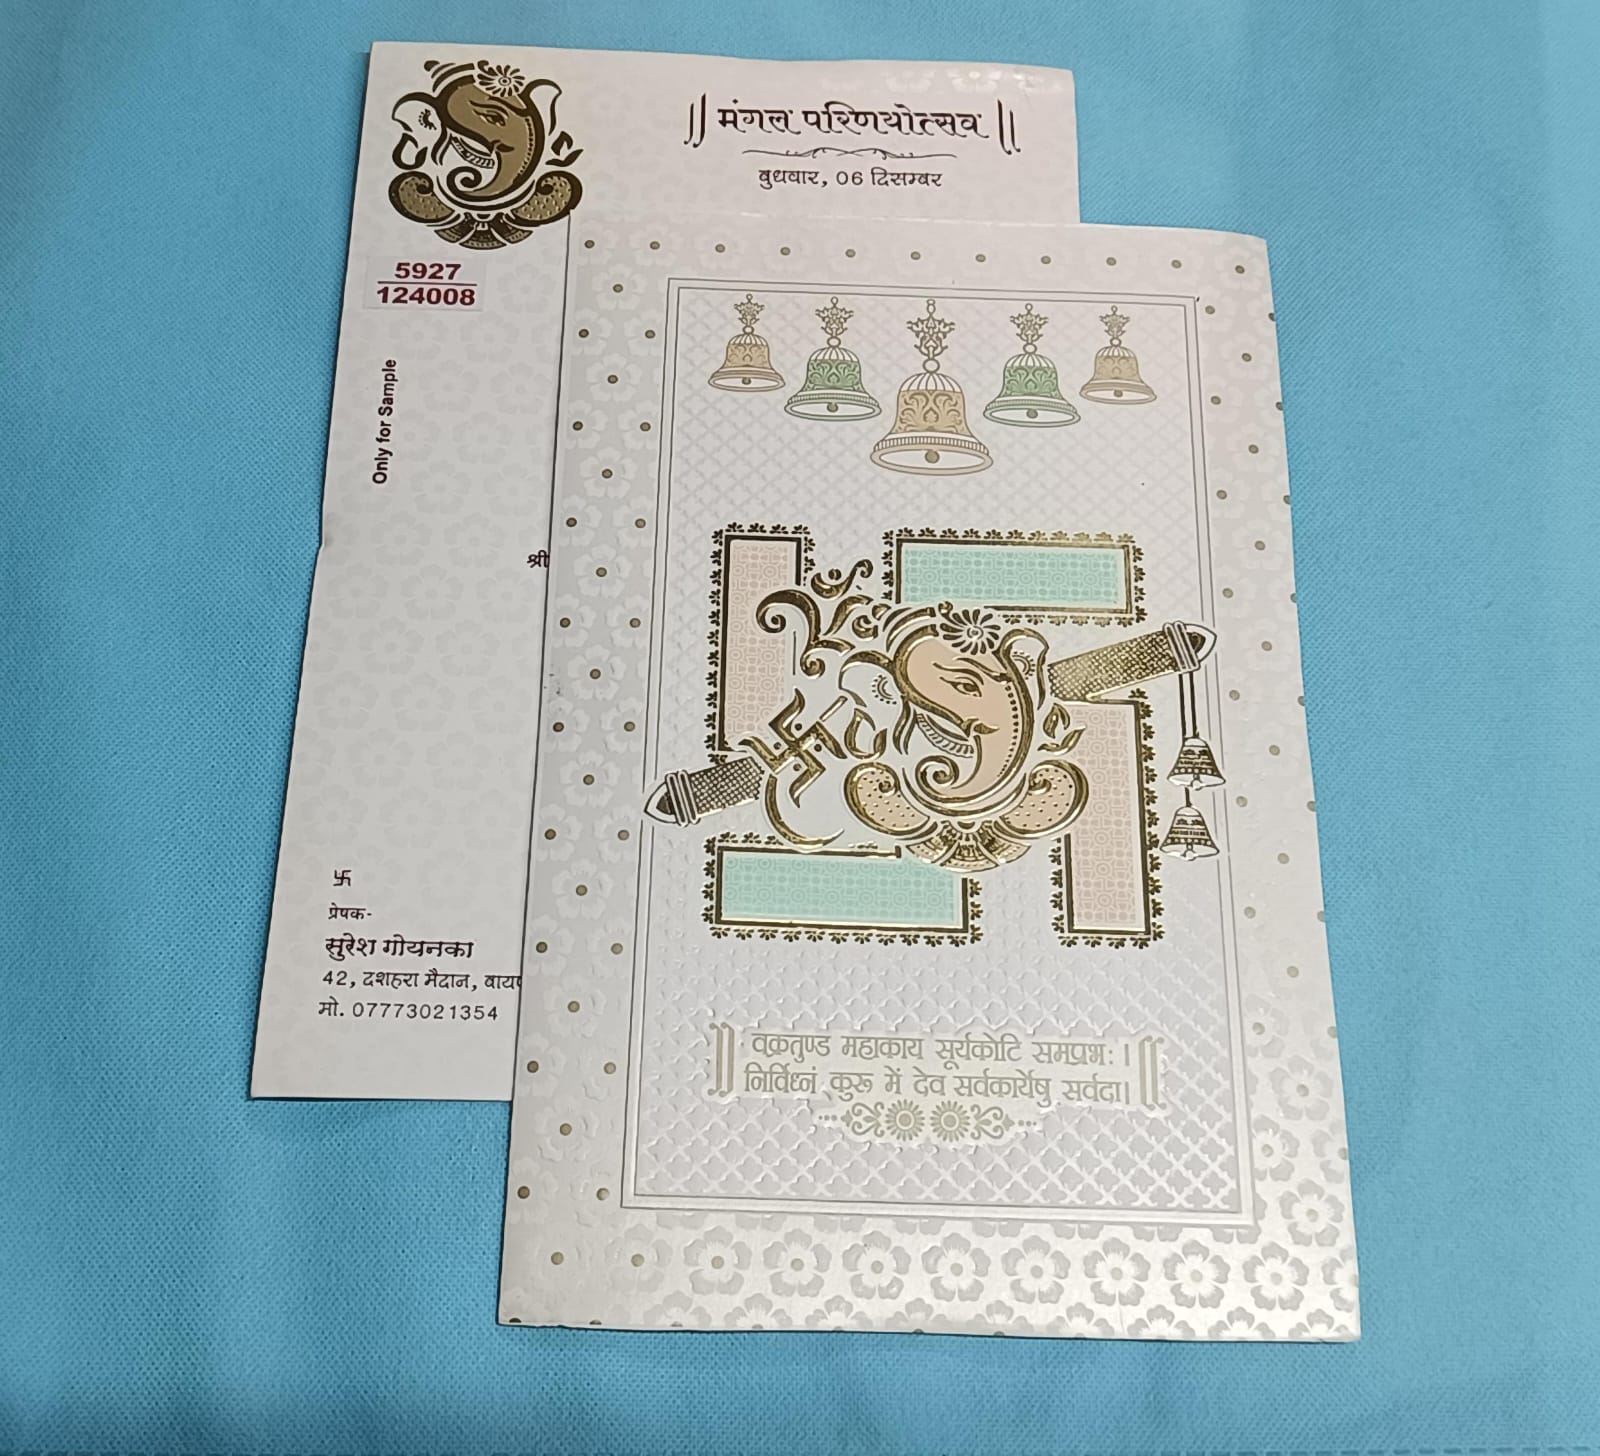 || मंगल परिणयोत्सव ||
बुधवार, 06 दिसम्बर
5927
124008
Only for Sample
श्री
प्रेषक-
सुरेश गोयनका
42, दशहरा मैदान,
मो. 07773021354
|| वक्रतुण्ड महाकाय सूर्यकोटि समप्रभः।
निर्विध्नं कुरू में देव सर्वकार्येषु सर्वदा। ||